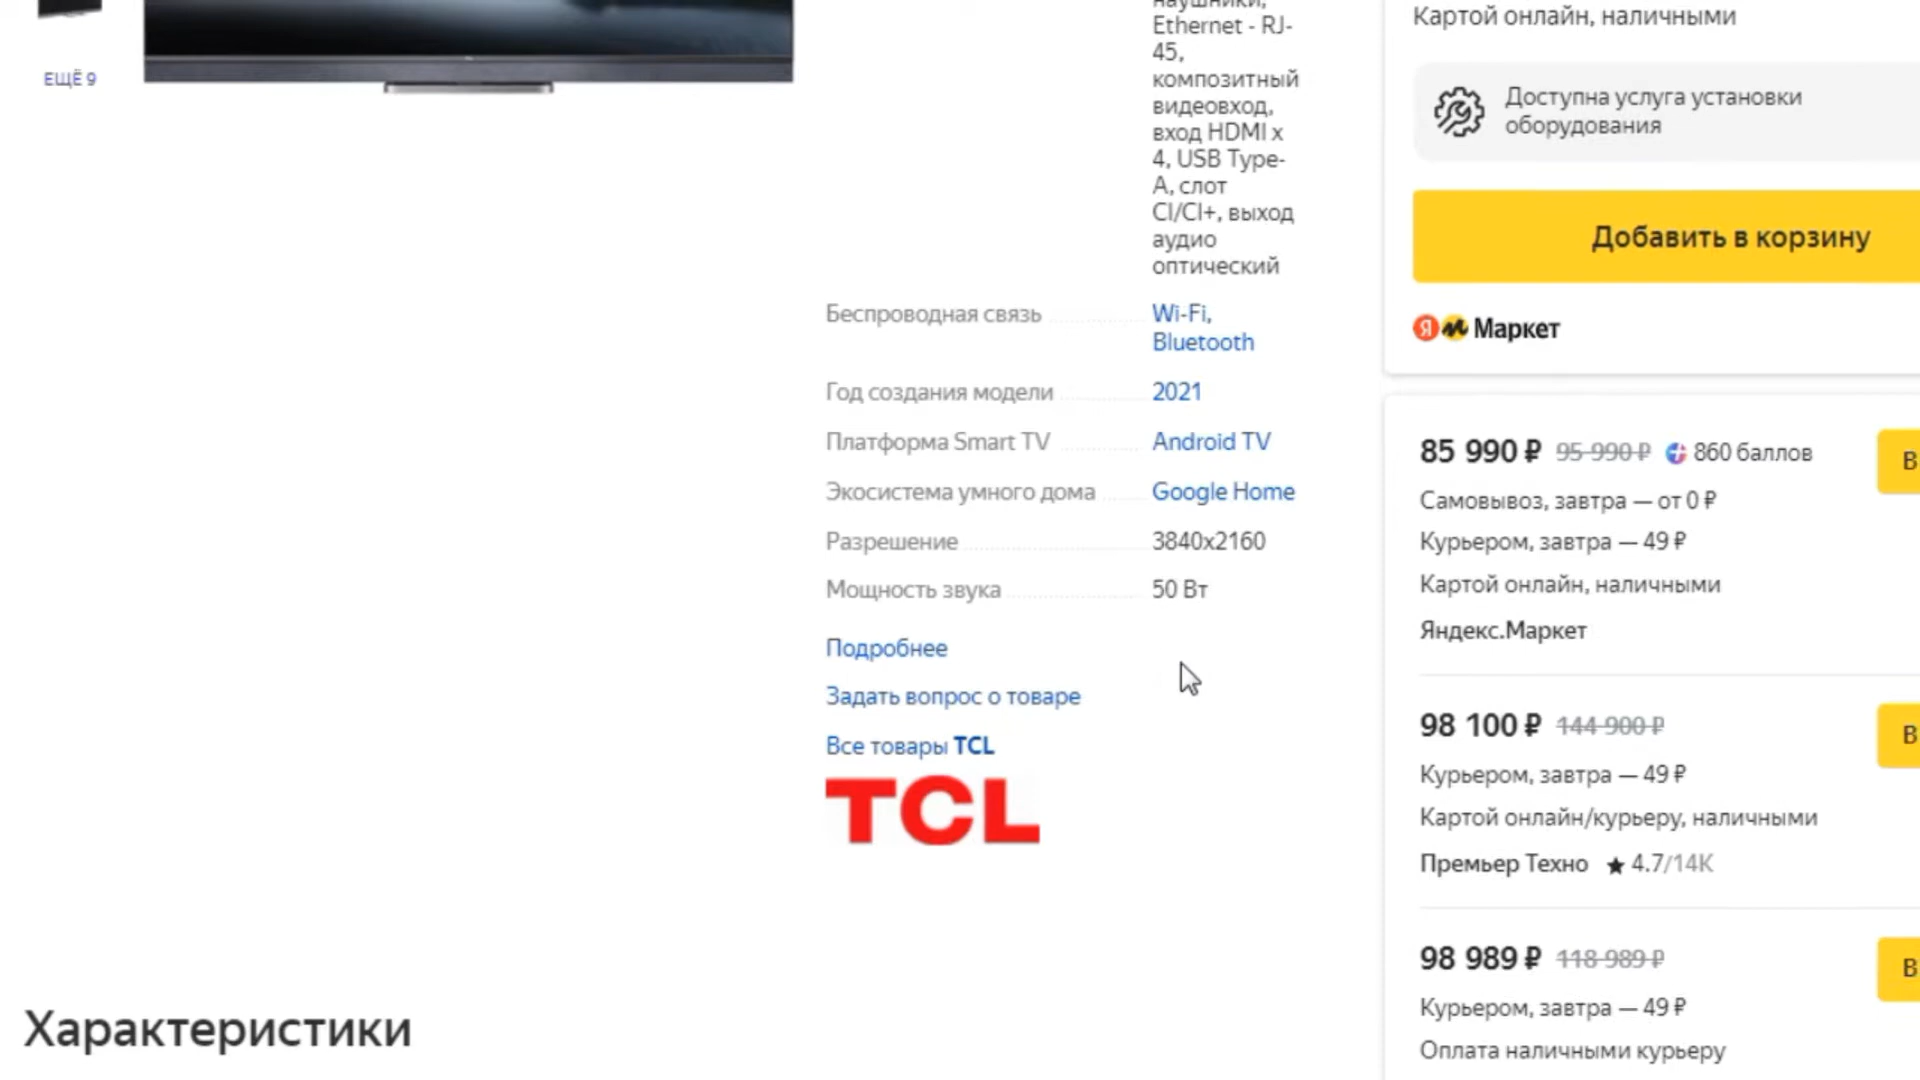 ЕЩЁ 9
наушники,
Ethernet - RJ-
45,
композитный
видеовход,
вход HDMI x
4, USB Type-
A, слот
CI/CI+, выход
аудио
оптический
Беспроводная связь Wi-Fi,
Bluetooth
Год создания модели 2021
Платформа Smart TV Android TV
Экосистема умного дома Google Home
Разрешение 3840x2160
Мощность звука 50 Вт
Подробнее
Задать вопрос о товаре
Все товары TCL
TCL
Характеристики
Картой онлайн, наличными
Доступна услуга установки
оборудования
Добавить в корзину
Я Маркет
85 990 ₽ 95 990 ₽ 860 баллов
В
Самовывоз, завтра — от 0 ₽
Курьером, завтра — 49 ₽
Картой онлайн, наличными
Яндекс.Маркет
98 100 ₽ 144 900 ₽
В
Курьером, завтра — 49 ₽
Картой онлайн/курьеру, наличными
Премьер Техно ★ 4.7/14K
98 989 ₽ 118 989 ₽
В
Курьером, завтра — 49 ₽
Оплата наличными курьеру